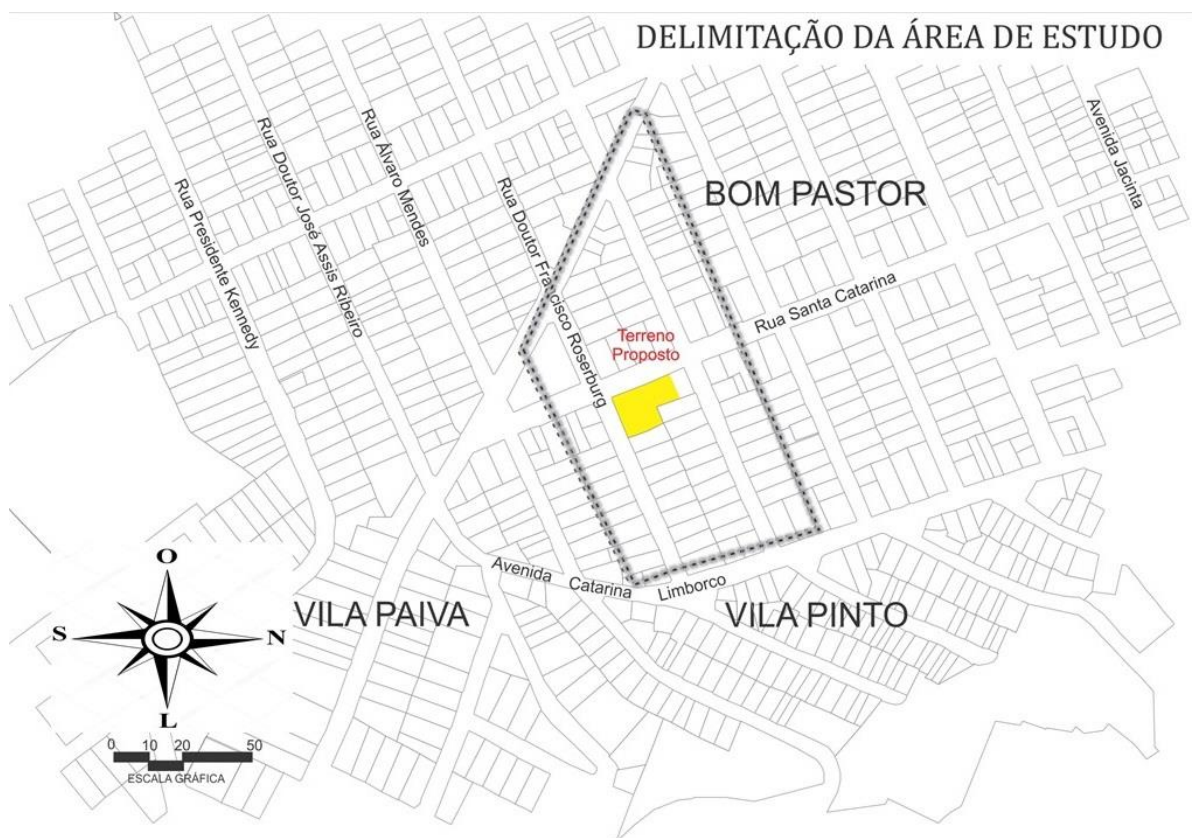 DELIMITAÇÃO DA ÁREA DE ESTUDO
Avenida Jacinta
Rua Álvaro Mendes
Rua Doutor José Assis Ribeiro
Rua Presidente Kennedy
Rua Doutor Francisco Roserburg
BOM PASTOR
Rua Santa Catarina
Terreno
Proposto
Avenida Catarina Limborco
VILA PAIVA
VILA PINTO
O
S
N
L
0 10 20 50
ESCALA GRÁFICA